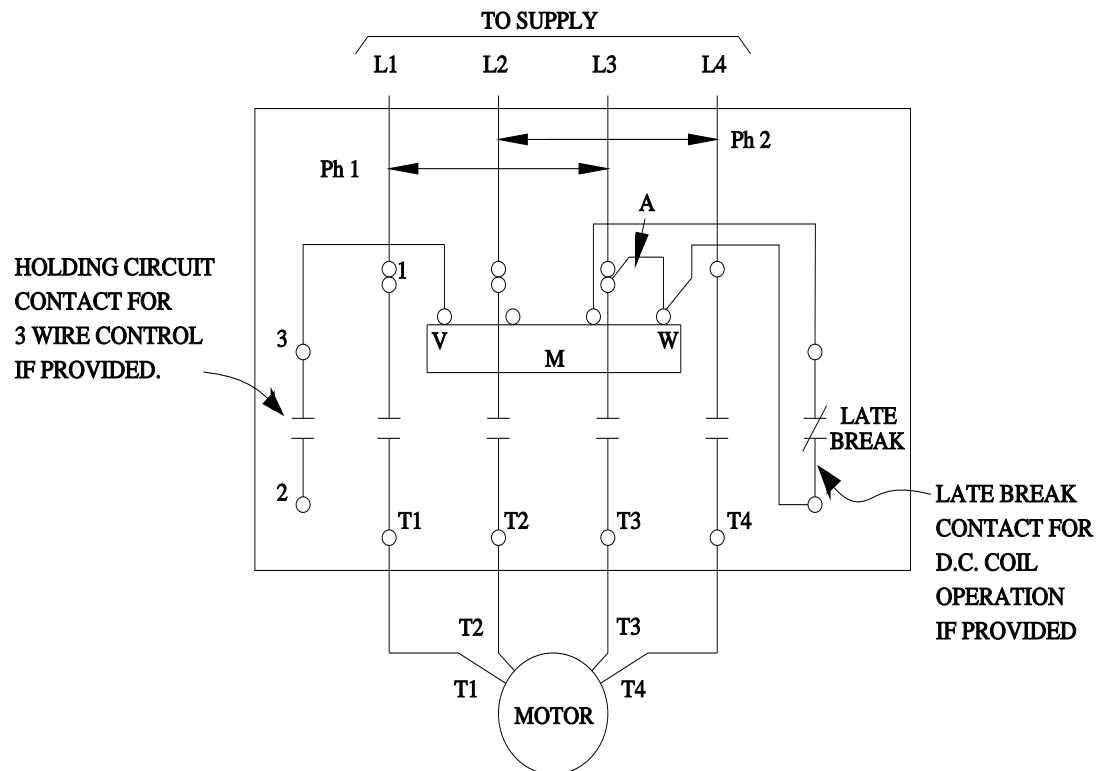 TO SUPPLY
L1 L2 L3 L4
Ph 2
Ph 1
A
HOLDING CIRCUIT
CONTACT FOR
3 WIRE CONTROL
IF PROVIDED.
1
3
V
W
M
LATE
BREAK
2
T1 T2 T3 T4
LATE BREAK
CONTACT FOR
D.C. COIL
OPERATION
IF PROVIDED
T2 T3
T1 T4
MOTOR